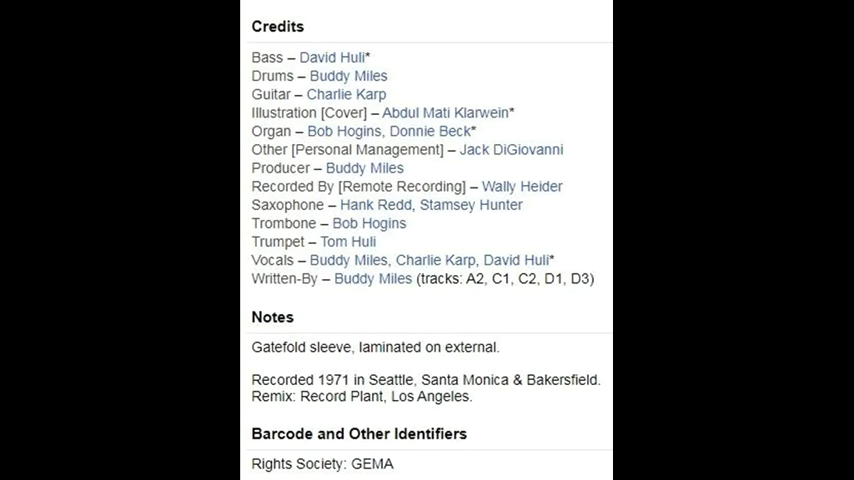 Credits
Bass – David Huli*
Drums – Buddy Miles
Guitar – Charlie Karp
Illustration [Cover] – Abdul Mati Klarwein*
Organ – Bob Hogins, Donnie Beck*
Other [Personal Management] – Jack DiGiovanni
Producer – Buddy Miles
Recorded By [Remote Recording] – Wally Heider
Saxophone – Hank Redd, Stamsey Hunter
Trombone – Bob Hogins
Trumpet – Tom Huli
Vocals – Buddy Miles, Charlie Karp, David Huli*
Written-By – Buddy Miles (tracks: A2, C1, C2, D1, D3)
Notes
Gatefold sleeve, laminated on external.
Recorded 1971 in Seattle, Santa Monica & Bakersfield.
Remix: Record Plant, Los Angeles.
Barcode and Other Identifiers
Rights Society: GEMA